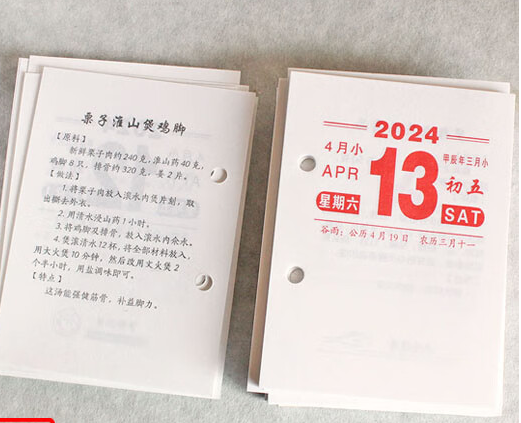 栗子淮山煲鸡脚
【原料】
新鲜栗子肉约240克,淮山药40克,
鸡脚8只,排骨约320克,姜2片。
【做法】
1.将栗子肉放入滚水内煲片刻,取
出撕去外衣。
2.用清水浸山药1小时。
3.将鸡脚及排骨,放入滚水内氽水。
4.煲滚清水12杯,将全部材料放入,
用大火煲10分钟,然后改用文火煲2
个半小时,用盐调味即可。
【特点】
这汤能强健筋骨,补益脚力。
2024
4月小
APR
星期六
13
甲辰年三月小
初五
SAT
谷雨:公历4月19日 农历三月十一